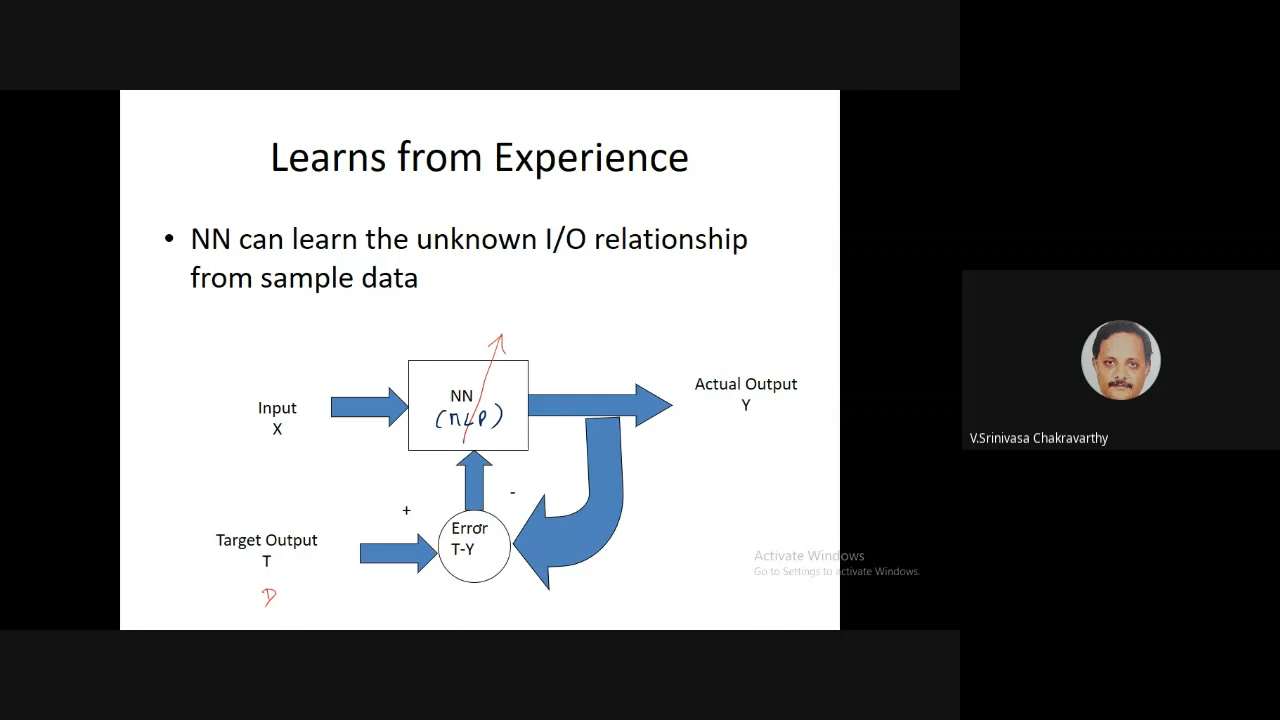 Learns from Experience
• NN can learn the unknown I/O relationship
from sample data
NN
(MLP)
Input
X
Actual Output
Y
+
-
Error
T-Y
Target Output
T
D
V.Srinivasa Chakravarthy
Activate Windows
Go to Settings to activate Windows.